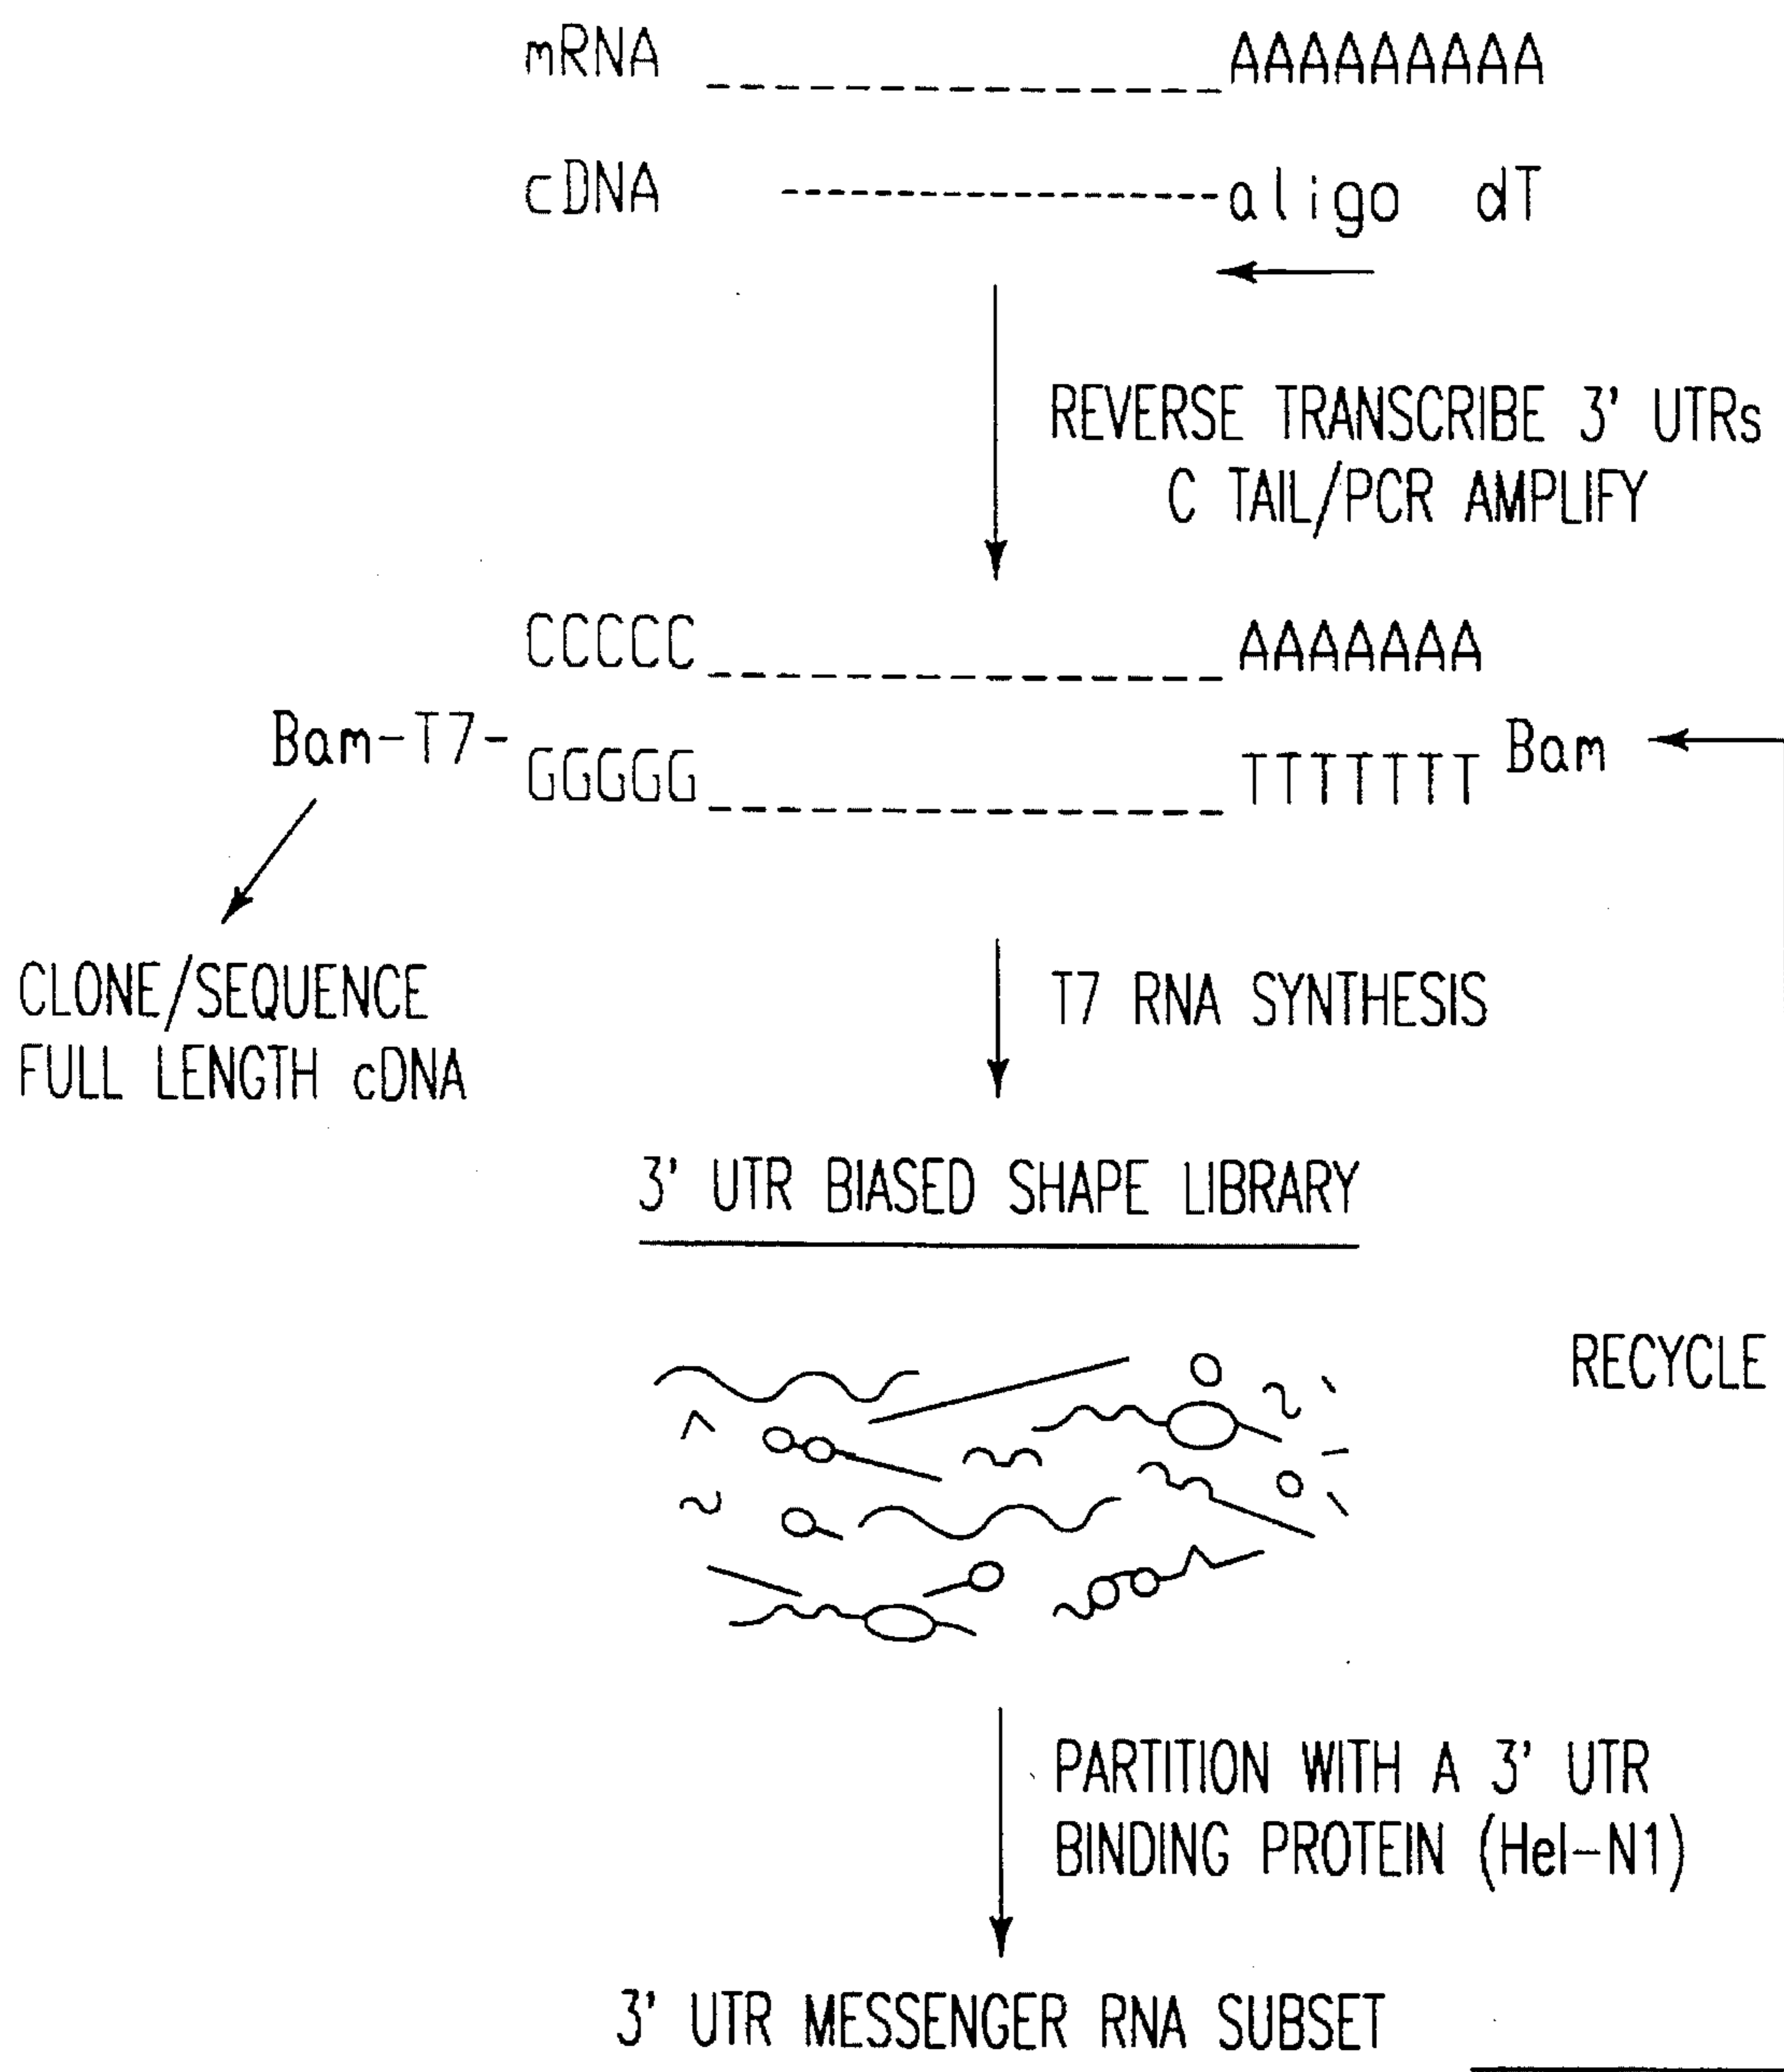 mRNA ---------------AAAAAAAAA
cDNA -------------aligo dT
REVERSE TRANSCRIBE 3' UTRs
C TAIL/PCR AMPLIFY
CCCCC---------------AAAAAAA
Bam-T7- Bam
GGGGG---------------TTTTTTT
CLONE/SEQUENCE
FULL LENGTH cDNA
T7 RNA SYNTHESIS
3' UTR BIASED SHAPE LIBRARY
RECYCLE
PARTITION WITH A 3' UTR
BINDING PROTEIN (Hel-N1)
3' UTR MESSENGER RNA SUBSET